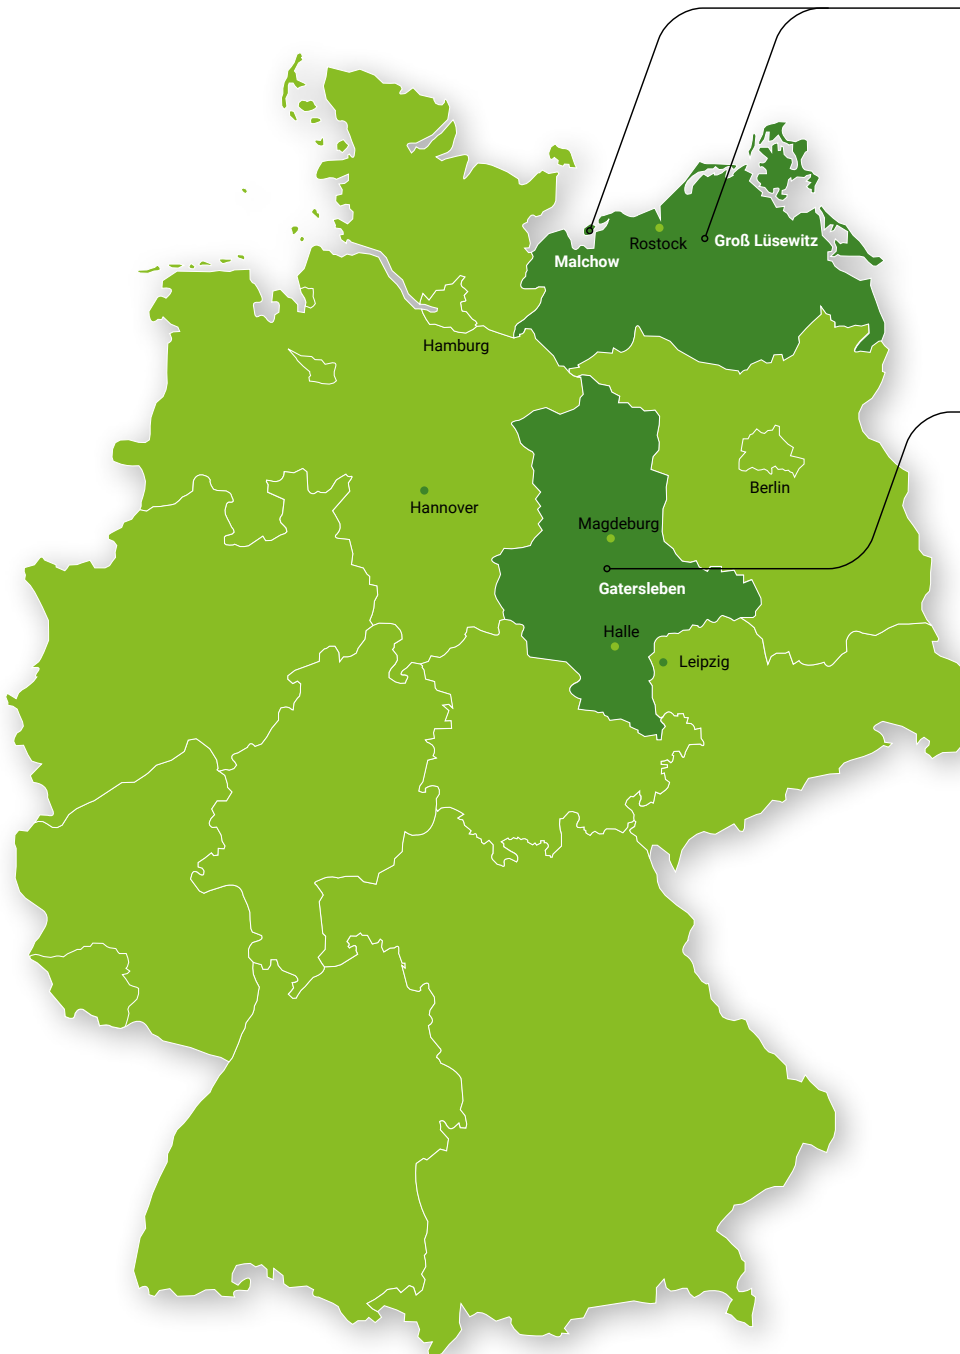 Rostock
Groß Lüsewitz
Malchow
Hamburg
Berlin
Hannover
Magdeburg
Gatersleben
Halle
Leipzig